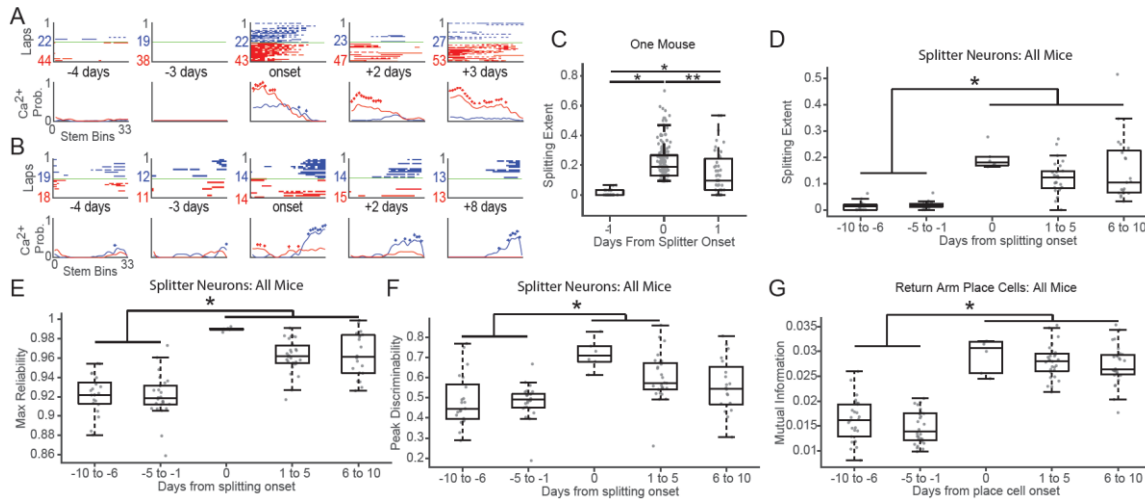 A
Laps
1
22
44
-4 days
1
19
38
-3 days
1
22
43
onset
1
23
47
+2 days
1
27
53
+3 days
Ca2+
Prob.
1
0
0
33
Stem Bins
B
Laps
1
19
18
-4 days
1
12
11
-3 days
1
25
14
onset
1
16
15
+2 days
1
13
13
+8 days
Ca2+
Prob.
1
0
0
33
Stem Bins
C
One Mouse
*
*
**
Splitting Extent
0.8
0.6
0.4
0.2
0
-1
0
1
Days From Splitter Onset
D
Splitter Neurons: All Mice
*
Splitting Extent
0.5
0.4
0.3
0.2
0.1
0
-10 to -6
-5 to -1
0
1 to 5
6 to 10
Days from splitting onset
E
Splitter Neurons: All Mice
*
Max Reliability
1
0.98
0.96
0.94
0.92
0.9
0.88
0.86
-10 to -6
-5 to -1
0
1 to 5
6 to 10
Days from splitting onset
F
Splitter Neurons: All Mice
*
Peak Discriminability
0.9
0.8
0.7
0.6
0.5
0.4
0.3
0.2
-10 to -6
-5 to -1
0
1 to 5
6 to 10
Days from splitting onset
G
Return Arm Place Cells: All Mice
*
Mutual Information
0.035
0.03
0.025
0.02
0.015
0.01
-10 to -6
-5 to -1
0
1 to 5
6 to 10
Days from place cell onset